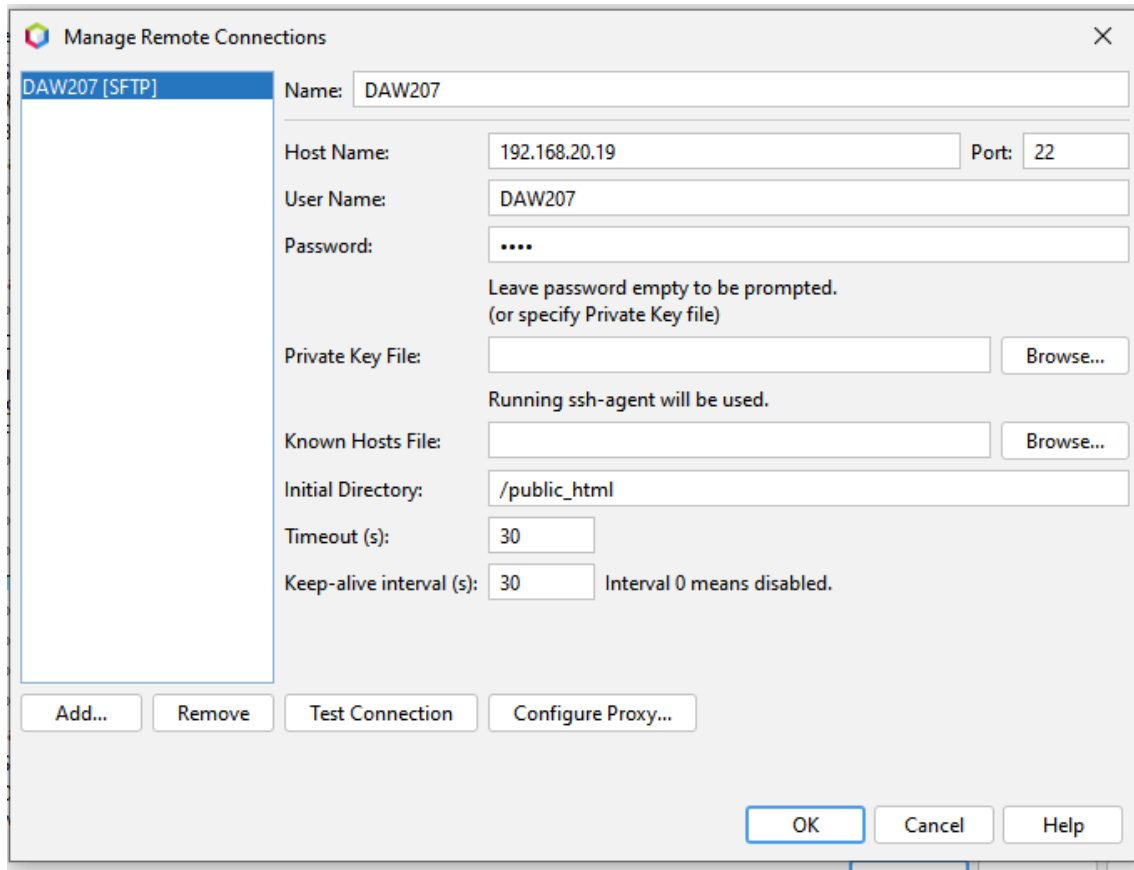 Manage Remote Connections
DAW207 [SFTP]
Name: DAW207
Host Name: 192.168.20.19 Port: 22
User Name: DAW207
Password: ••••
Leave password empty to be prompted.
(or specify Private Key file)
Private Key File: Browse...
Running ssh-agent will be used.
Known Hosts File: Browse...
Initial Directory: /public_html
Timeout (s): 30
Keep-alive interval (s): 30 Interval 0 means disabled.
Add... Remove Test Connection Configure Proxy...
OK Cancel Help